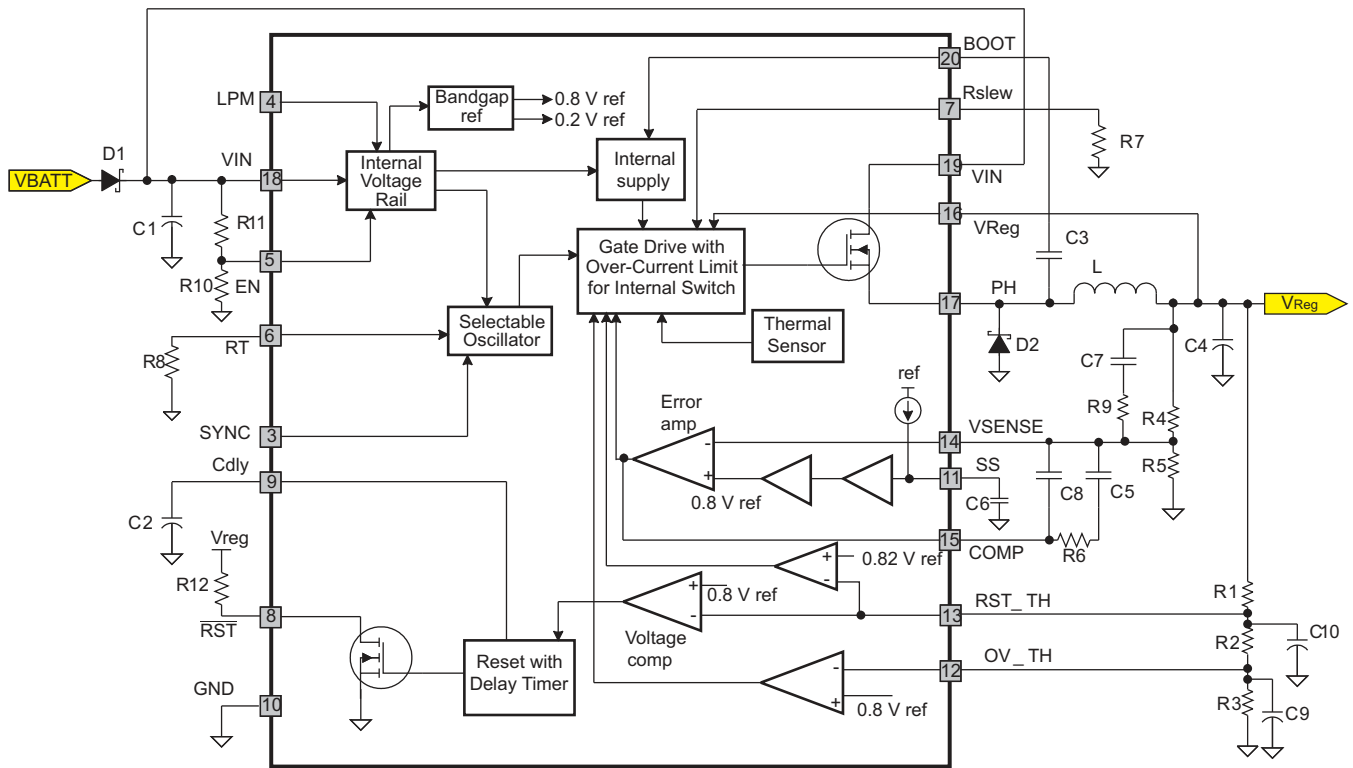 BOOT
20
LPM
4
Bandgap
ref
0.8 V ref
0.2 V ref
Rslew
7
R7
D1
VIN
VBATT
18
Internal
Voltage
Rail
Internal
supply
19
VIN
C1
R11
16
VReg
5
R10
EN
Gate Drive with
Over-Current Limit
for Internal Switch
C3
PH
L
17
VReg
6
RT
R8
Selectable
Oscillator
Thermal
Sensor
D2
C7
C4
ref
R9
R4
Error
amp
SYNC
3
VSENSE
14
-
+
Cdly
9
SS
11
0.8 V ref
C6
C8
C5
R5
C2
Vreg
15
COMP
R6
R12
+
-
0.82 V ref
+
-
0.8 V ref
RST
8
Voltage
comp
RST_TH
13
R1
C10
R2
Reset with
Delay Timer
OV_TH
12
-
+
0.8 V ref
GND
10
R3
C9